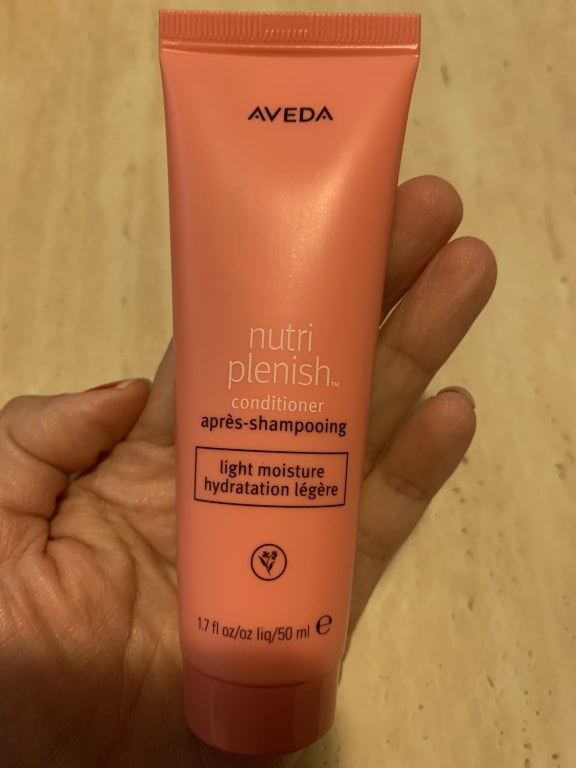 AVEDA
nutri
plenish™
conditioner
après-shampooing
light moisture
hydratation légère
1.7 fl oz/oz liq/50 ml ℮